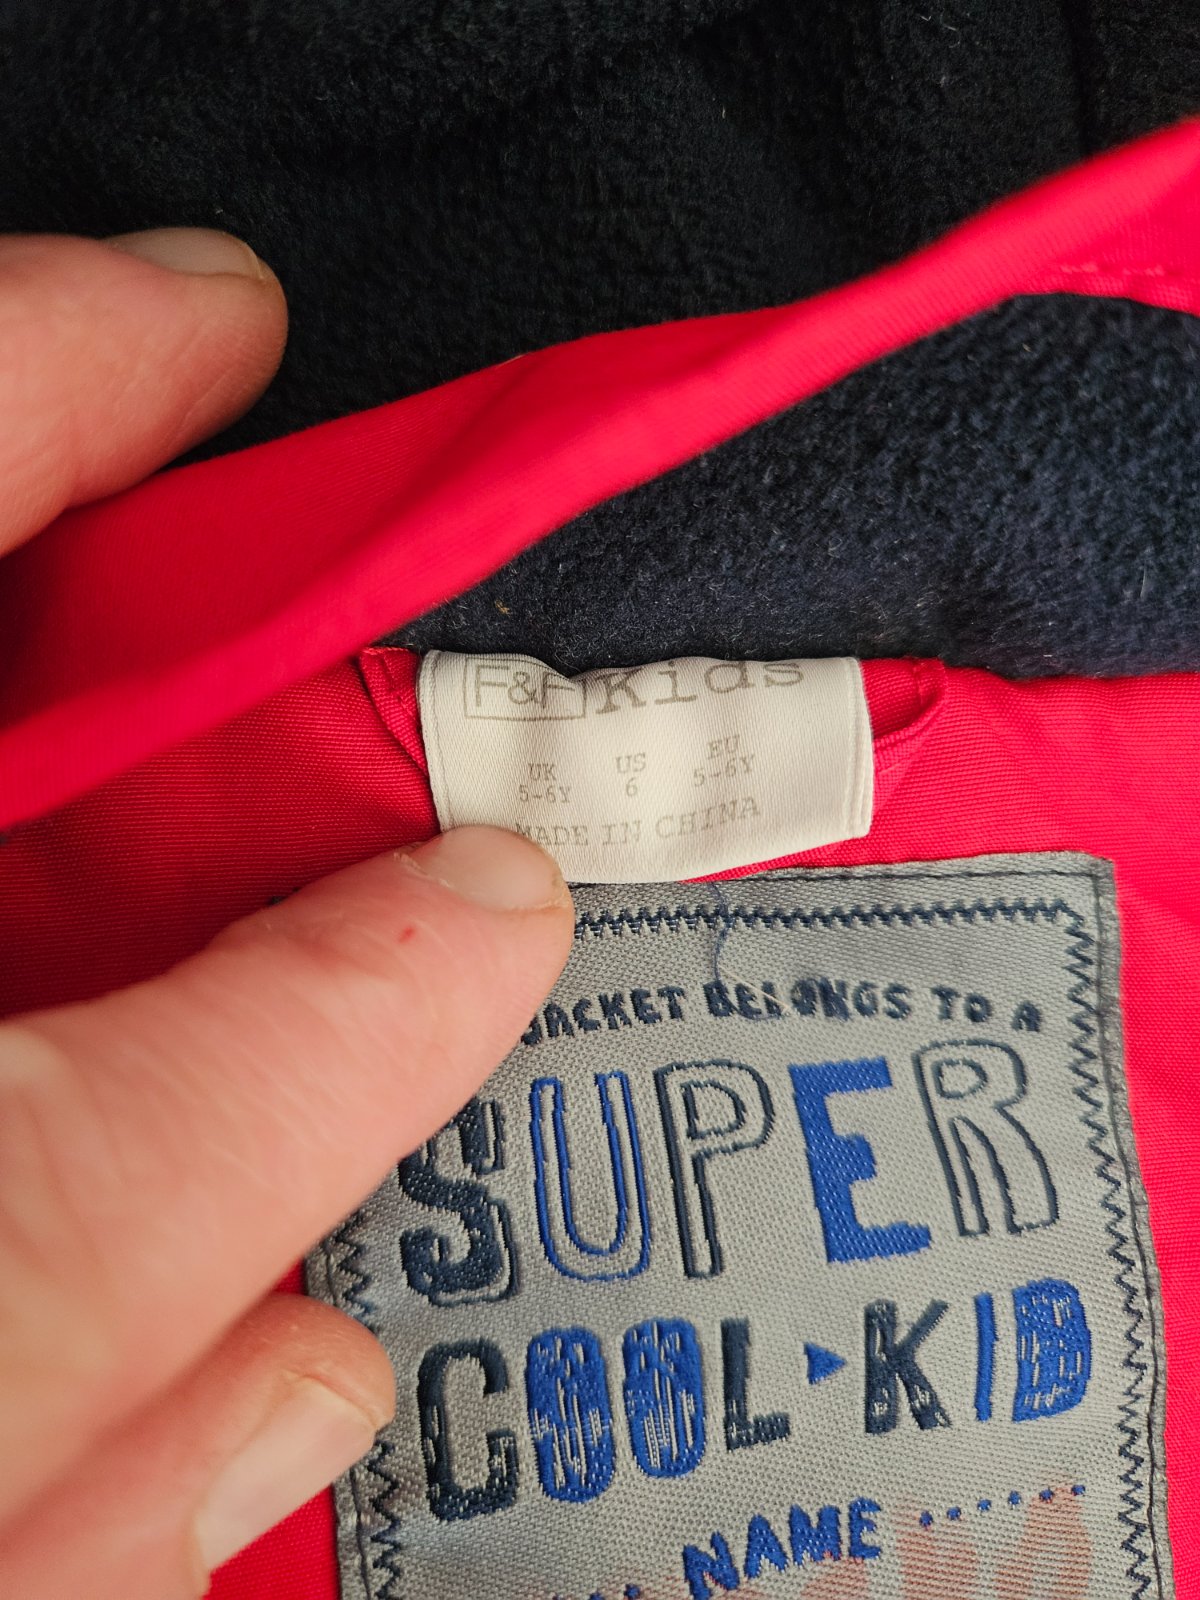 F&F Kids
UK US EU
5-6Y 6 5-6Y
MADE IN CHINA
JACKET BELONGS TO A
SUPER
COOL KID
NAME